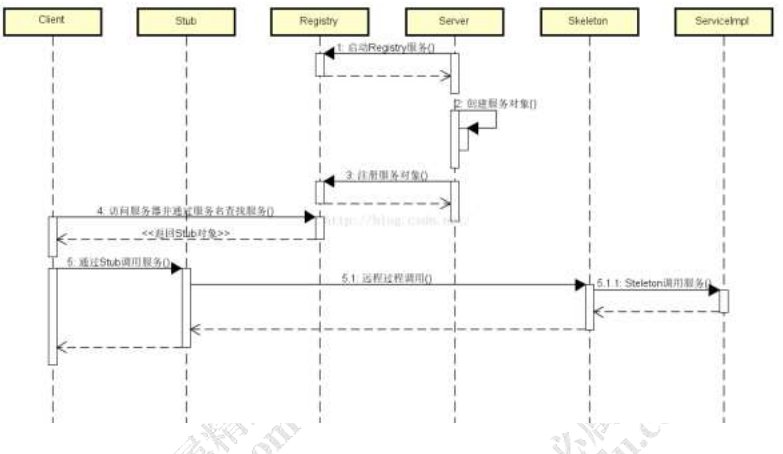 Client
Stub
Registry
Server
Skeleton
ServiceImpl
1: 启动Registry服务()
2: 创建服务对象()
3: 注册服务对象()
4: 访问服务器并通过服务名查找服务()
<<返回Stub对象>>
5: 通过Stub调用服务()
5.1: 远程过程调用()
5.1.1: Steleton调用服务()